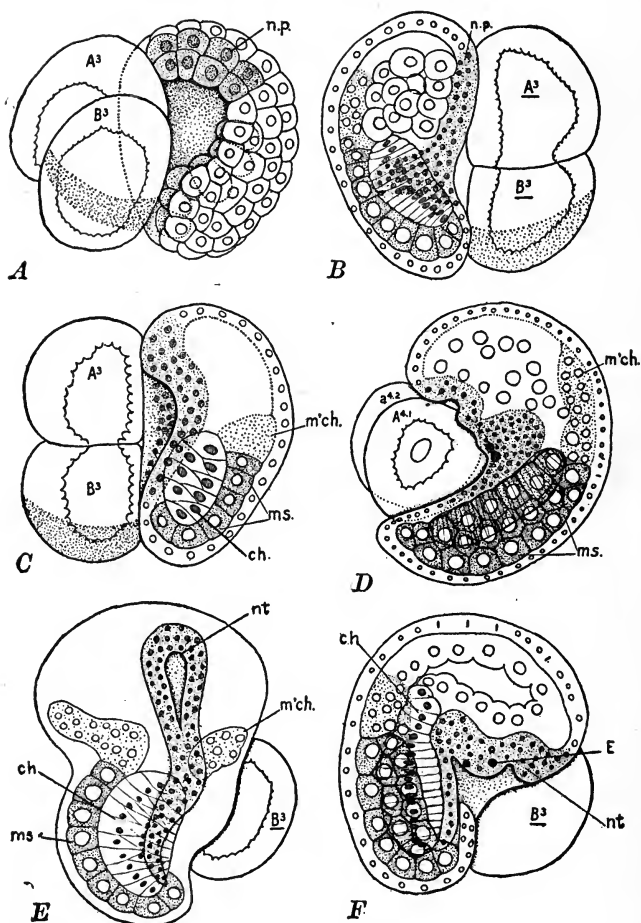 n.p.
A³
B³
A
n.p.
A³
B³
B
A³
B³
m'ch.
ms.
ch.
C
m'ch.
a⁴·²
A⁴·¹
ms.
D
nt
m'ch.
ch.
ms
B³
E
ch.
E
nt
B³
F